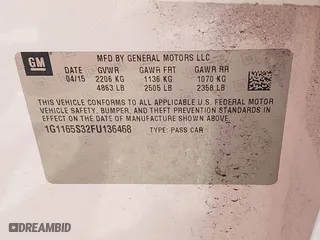 GM
MFD BY GENERAL MOTORS LLC
DATE GVWR GAWR FRT GAWR RR
04/15 2206 KG 1136 KG 1070 KG
4863 LB 2505 LB 2358 LB
THIS VEHICLE CONFORMS TO ALL APPLICABLE U.S. FEDERAL MOTOR
VEHICLE SAFETY, BUMPER, AND THEFT PREVENTION STANDARDS IN
EFFECT ON THE DATE OF MANUFACTURE SHOWN ABOVE.
1G1165S32FU136468 TYPE: PASS CAR
DREAMBID